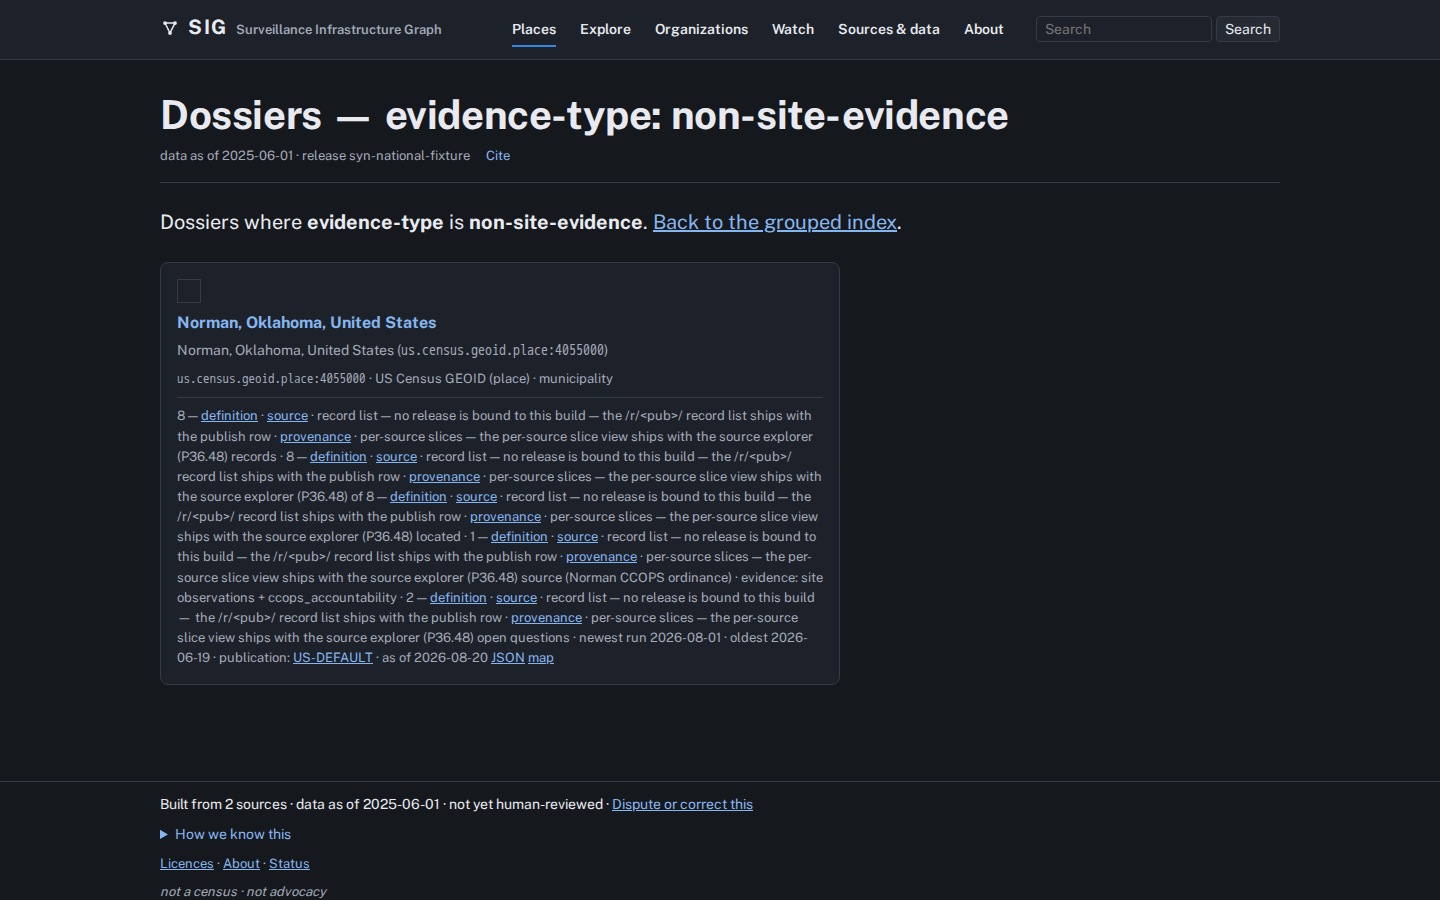 SIG Surveillance Infrastructure Graph Places Explore Organizations Watch Sources & data About Search Search
Dossiers — evidence-type: non-site-evidence
data as of 2025-06-01 · release syn-national-fixture Cite
Dossiers where evidence-type is non-site-evidence. Back to the grouped index.
Norman, Oklahoma, United States
Norman, Oklahoma, United States (us.census.geoid.place:4055000)
us.census.geoid.place:4055000 · US Census GEOID (place) · municipality
8 — definition · source · record list — no release is bound to this build — the /r/<pub>/ record list ships with
the publish row · provenance · per-source slices — the per-source slice view ships with the source explorer
(P36.48) records · 8 — definition · source · record list — no release is bound to this build — the /r/<pub>/
record list ships with the publish row · provenance · per-source slices — the per-source slice view ships with
the source explorer (P36.48) of 8 — definition · source · record list — no release is bound to this build — the
/r/<pub>/ record list ships with the publish row · provenance · per-source slices — the per-source slice view
ships with the source explorer (P36.48) located · 1 — definition · source · record list — no release is bound to
this build — the /r/<pub>/ record list ships with the publish row · provenance · per-source slices — the per-
source slice view ships with the source explorer (P36.48) source (Norman CCOPS ordinance) · evidence: site
observations + ccops_accountability · 2 — definition · source · record list — no release is bound to this build
— the /r/<pub>/ record list ships with the publish row · provenance · per-source slices — the per-source
slice view ships with the source explorer (P36.48) open questions · newest run 2026-08-01 · oldest 2026-
06-19 · publication: US-DEFAULT · as of 2026-08-20 JSON map
Built from 2 sources · data as of 2025-06-01 · not yet human-reviewed · Dispute or correct this
▶ How we know this
Licences · About · Status
not a census · not advocacy